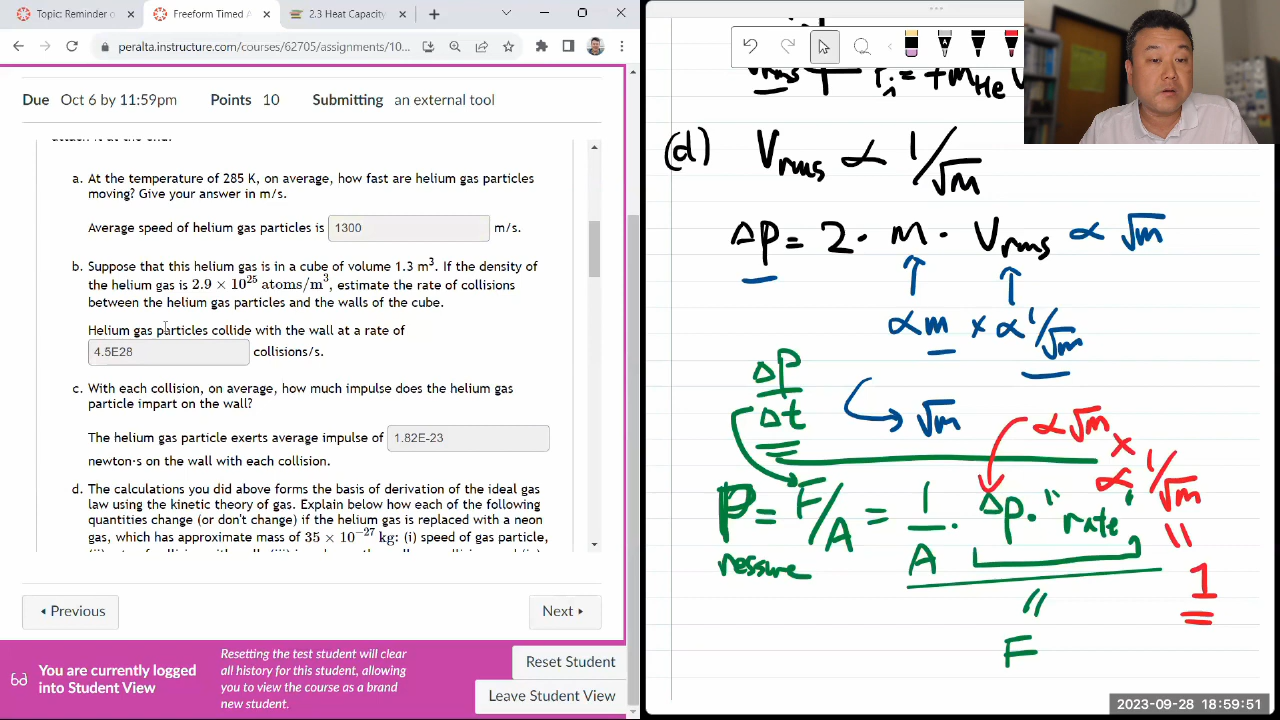 Topic Reminder
Freeform Timed A
2.3 Heat Capacit
peralta.instructure.com/courses/62709/assignments/10...
Due Oct 6 by 11:59pm Points 10 Submitting an external tool
attach it at the end.
a. At the temperature of 285 K, on average, how fast are helium gas particles
moving? Give your answer in m/s.
Average speed of helium gas particles is 1300 m/s.
b. Suppose that this helium gas is in a cube of volume 1.3 m³. If the density
of the helium gas is 2.9 × 10²⁵ atoms/m³, estimate the rate of collisions
between the helium gas particles and the walls of the cube.
Helium gas particles collide with the wall at a rate of
4.5E28 collisions/s.
c. With each collision, on average, how much impulse does the helium gas
particle impart on the wall?
The helium gas particle exerts average impulse of 1.82E-23
newton·s on the wall with each collision.
d. The calculations you did above forms the basis of derivation of the ideal
gas law using the kinetic theory of gas. Explain below how each of the following
quantities change (or don't change) if the helium gas is replaced with a neon
gas, which has approximate mass of 35 × 10⁻²⁷ kg: (i) speed of gas particle,
Previous
Next
You are currently logged
into Student View
Resetting the test student will clear
all history for this student, allowing
you to view the course as a brand
new student.
Reset Student
Leave Student View
(d) Vrms ∝ 1/√m
Δp = 2 · m · Vrms ∝ √m
∝ m × ∝ 1/√m
√m
Δp
Δt
∝ √m
×
∝ 1/√m
P = F/A = 1/A · Δp · "rate"
ressure
=
1
=
F
2023-09-28 18:59:51